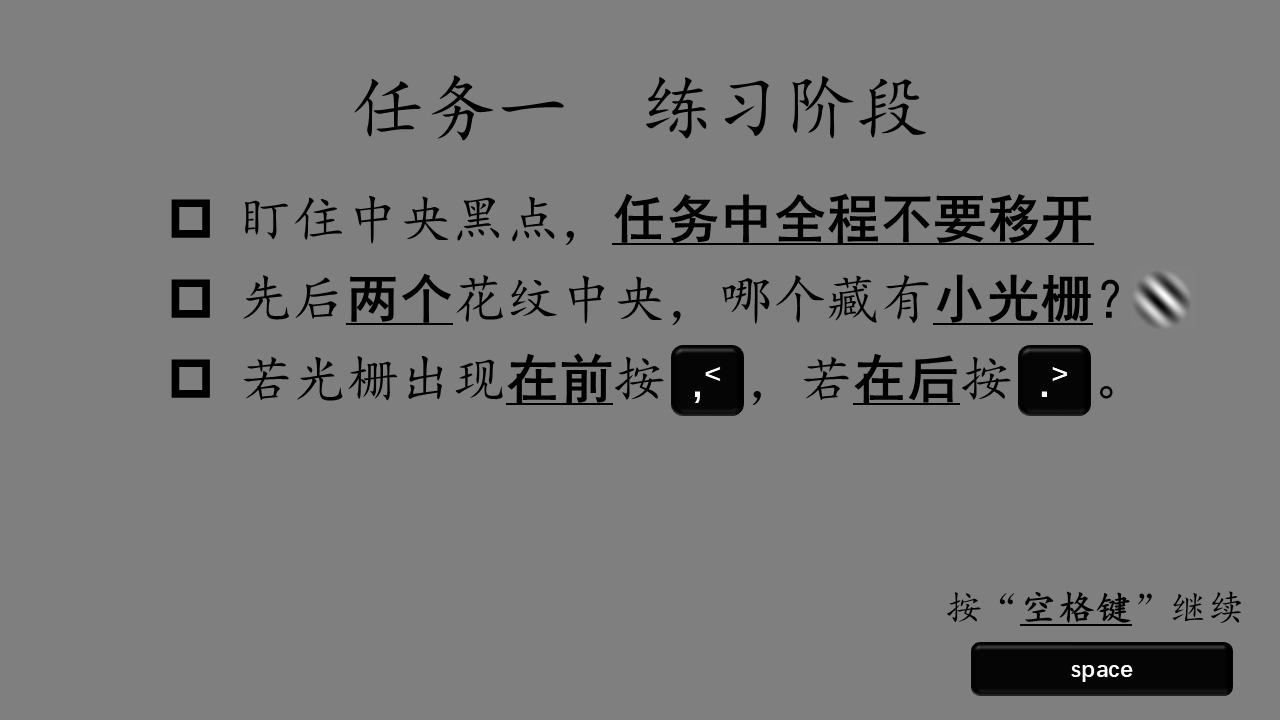 任务一 练习阶段
盯住中央黑点，任务中全程不要移开
先后两个花纹中央，哪个藏有小光栅？
若光栅出现在前按,<，若在后按.>。
按“空格键”继续
space